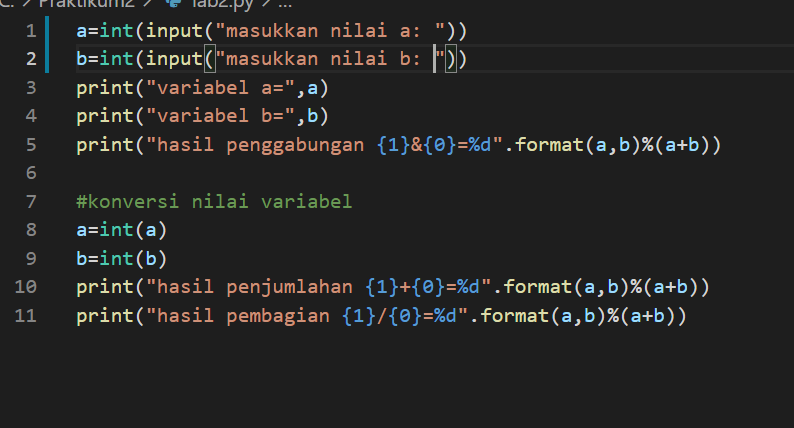 C: > Praktikum2 > lab2.py > ...
1 a=int(input("masukkan nilai a: "))
2 b=int(input("masukkan nilai b: "))
3 print("variabel a=",a)
4 print("variabel b=",b)
5 print("hasil penggabungan {1}&{0}=%d".format(a,b)%(a+b))
6
7 #konversi nilai variabel
8 a=int(a)
9 b=int(b)
10 print("hasil penjumlahan {1}+{0}=%d".format(a,b)%(a+b))
11 print("hasil pembagian {1}/{0}=%d".format(a,b)%(a+b))